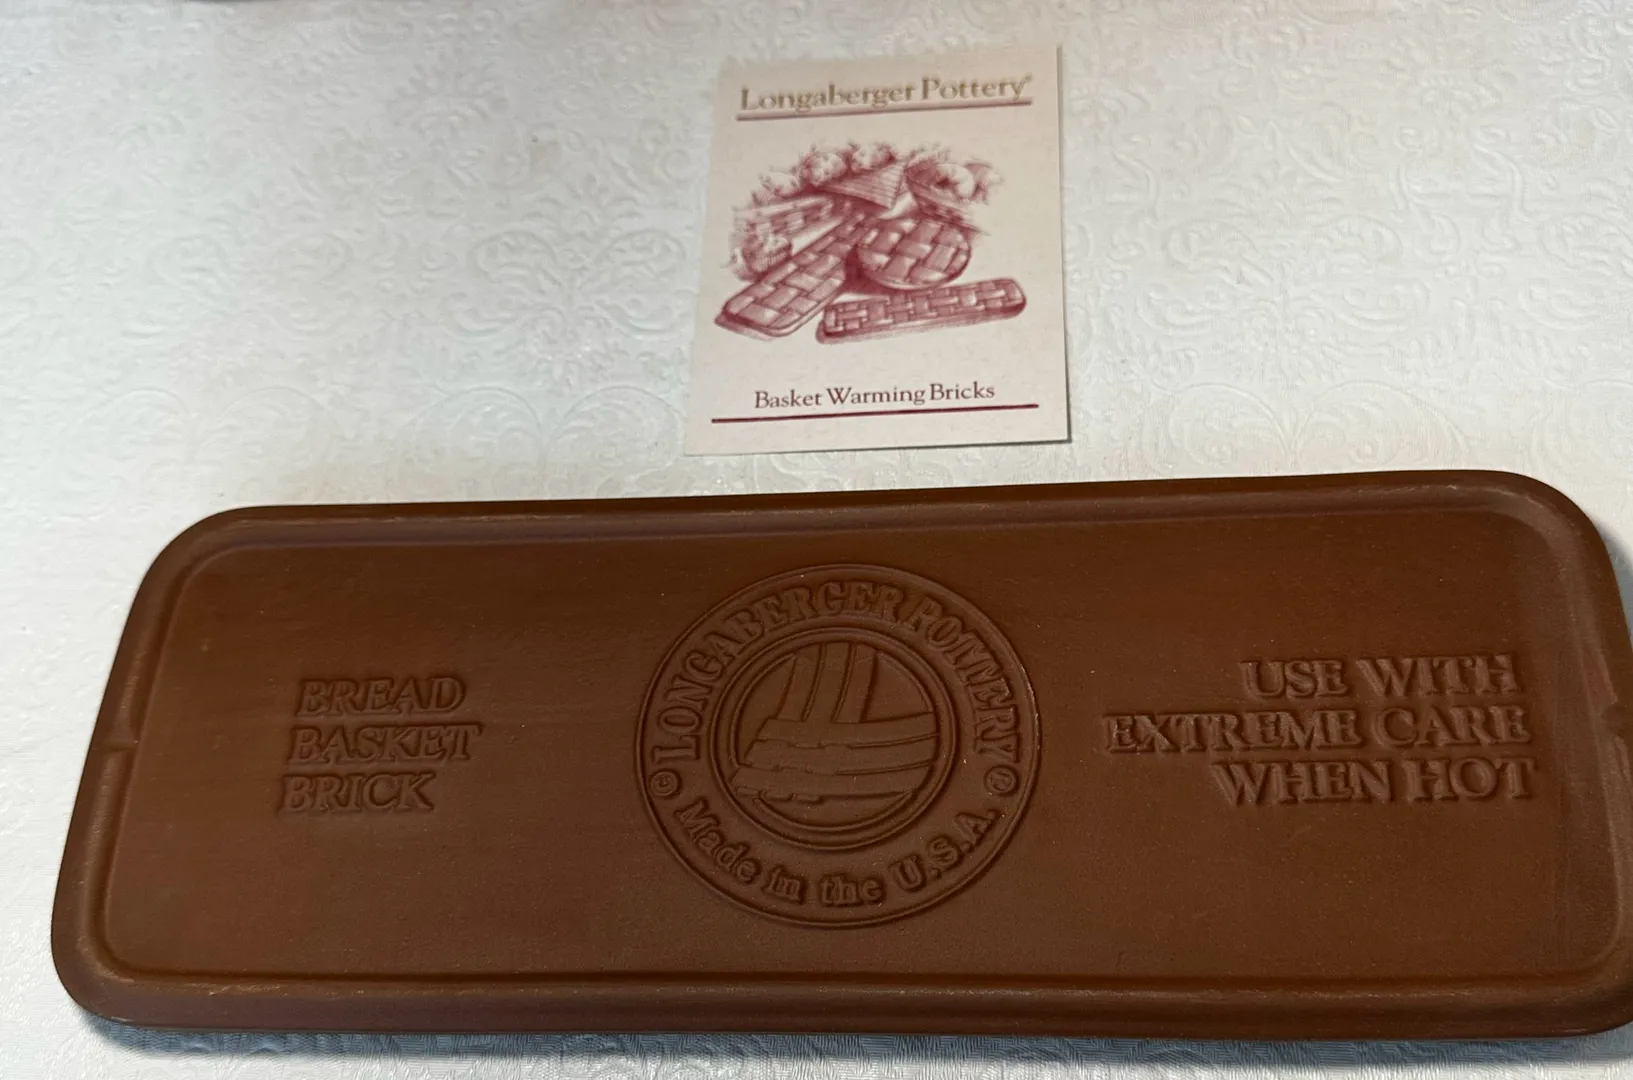 Longaberger Pottery®
Basket Warming Bricks
BREAD
BASKET
BRICK
LONGABERGER POTTERY
© Made in the U.S.A. ®
USE WITH
EXTREME CARE
WHEN HOT